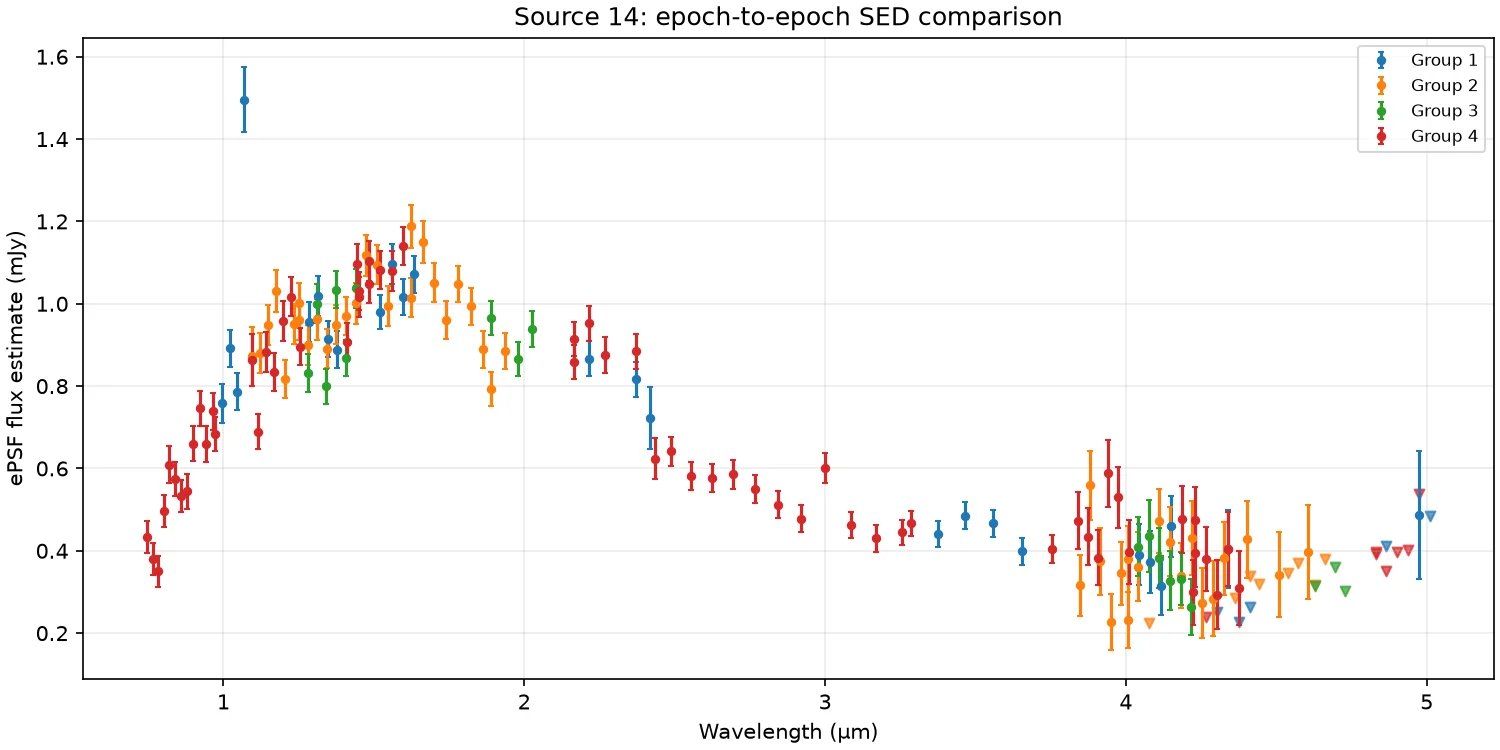 Source 14: epoch-to-epoch SED comparison
ePSF flux estimate (mJy)
1.6
1.4
1.2
1.0
0.8
0.6
0.4
0.2
Group 1
Group 2
Group 3
Group 4
1 2 3 4 5
Wavelength (μm)